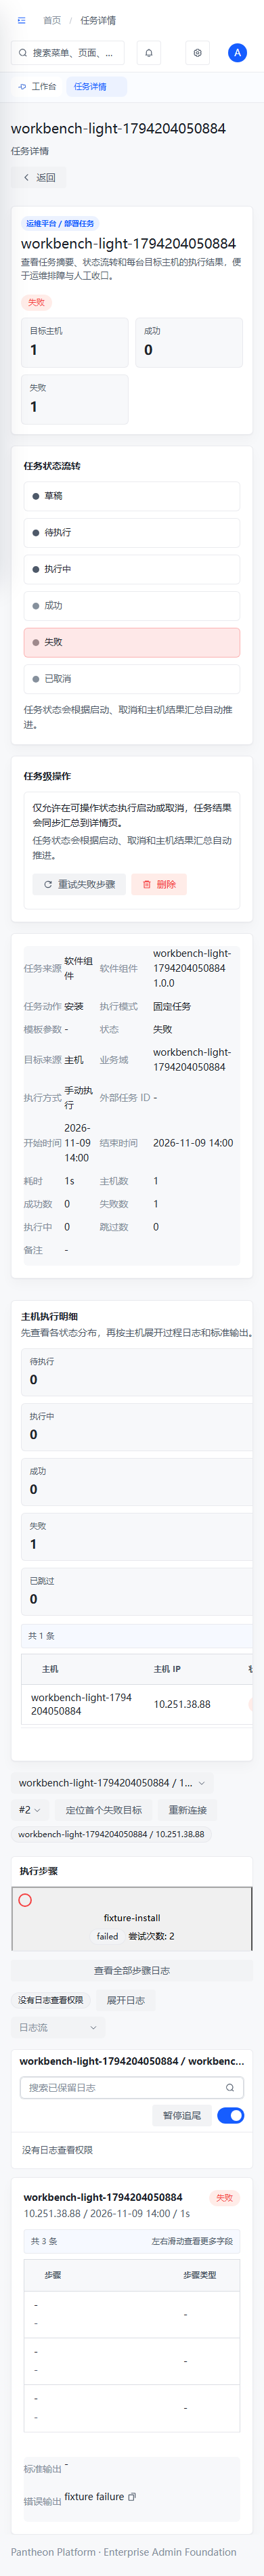 首页 / 任务详情
搜索菜单、页面、...
A
工作台
任务详情
workbench-light-1794204050884
任务详情
返回
运维平台 / 部署任务
workbench-light-1794204050884
查看任务摘要、状态流转和每台目标主机的执行结果，便
于运维排障与人工收口。
失败
目标主机
1
成功
0
失败
1
任务状态流转
草稿
待执行
执行中
成功
失败
已取消
任务状态会根据启动、取消和主机结果汇总自动推
进。
任务级操作
仅允许在可操作状态执行启动或取消，任务结果
会同步汇总到详情页。
任务状态会根据启动、取消和主机结果汇总自动
推进。
重试失败步骤
删除
任务来源 软件组件 软件组件 workbench-light-1794204050884 1.0.0
任务动作 安装 执行模式 固定任务
模板参数 - 状态 失败
目标来源 主机 业务域 workbench-light-1794204050884
执行方式 手动执行 外部任务 ID -
开始时间 2026-11-09 14:00 结束时间 2026-11-09 14:00
耗时 1s 主机数 1
成功数 0 失败数 1
执行中 0 跳过数 0
备注 -
主机执行明细
先查看各状态分布，再按主机展开过程日志和标准输出。
待执行
0
执行中
0
成功
0
失败
1
已跳过
0
共 1 条
主机 主机 IP
workbench-light-1794204050884 10.251.38.88
workbench-light-1794204050884 / 1...
#2
定位首个失败目标
重新连接
workbench-light-1794204050884 / 10.251.38.88
执行步骤
fixture-install
failed 尝试次数: 2
查看全部步骤日志
没有日志查看权限
展开日志
日志流
workbench-light-1794204050884 / workbenc...
搜索已保留日志
暂停追尾
没有日志查看权限
workbench-light-1794204050884
失败
10.251.38.88 / 2026-11-09 14:00 / 1s
共 3 条
左右滑动查看更多字段
步骤 步骤类型
-
- -
-
- -
-
- -
标准输出 -
错误输出 fixture failure
Pantheon Platform · Enterprise Admin Foundation